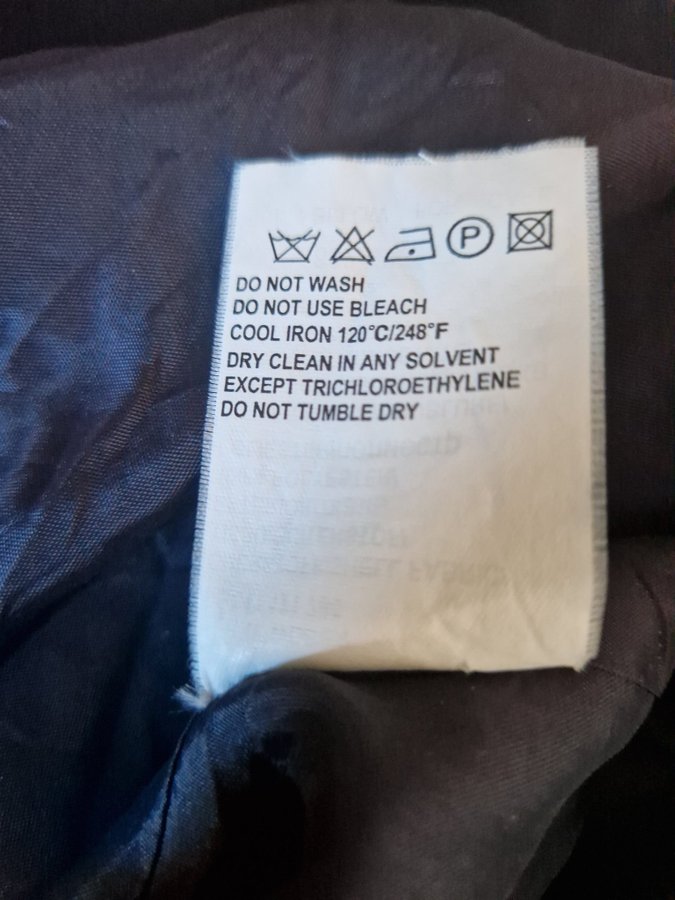 P
DO NOT WASH
DO NOT USE BLEACH
COOL IRON 120°C/248°F
DRY CLEAN IN ANY SOLVENT
EXCEPT TRICHLOROETHYLENE
DO NOT TUMBLE DRY